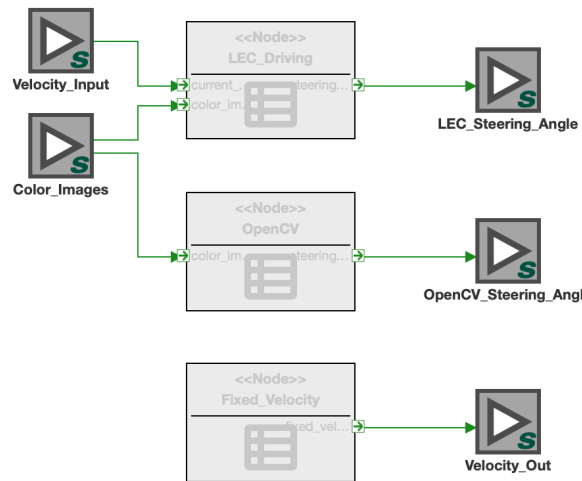 <<Node>>
LEC_Driving
S
Velocity_Input
current_...
steering...
color_im...
S
LEC_Steering_Angle
S
Color_Images
<<Node>>
OpenCV
color_im...
steering...
S
OpenCV_Steering_Angl
<<Node>>
Fixed_Velocity
fixed_vel...
S
Velocity_Out